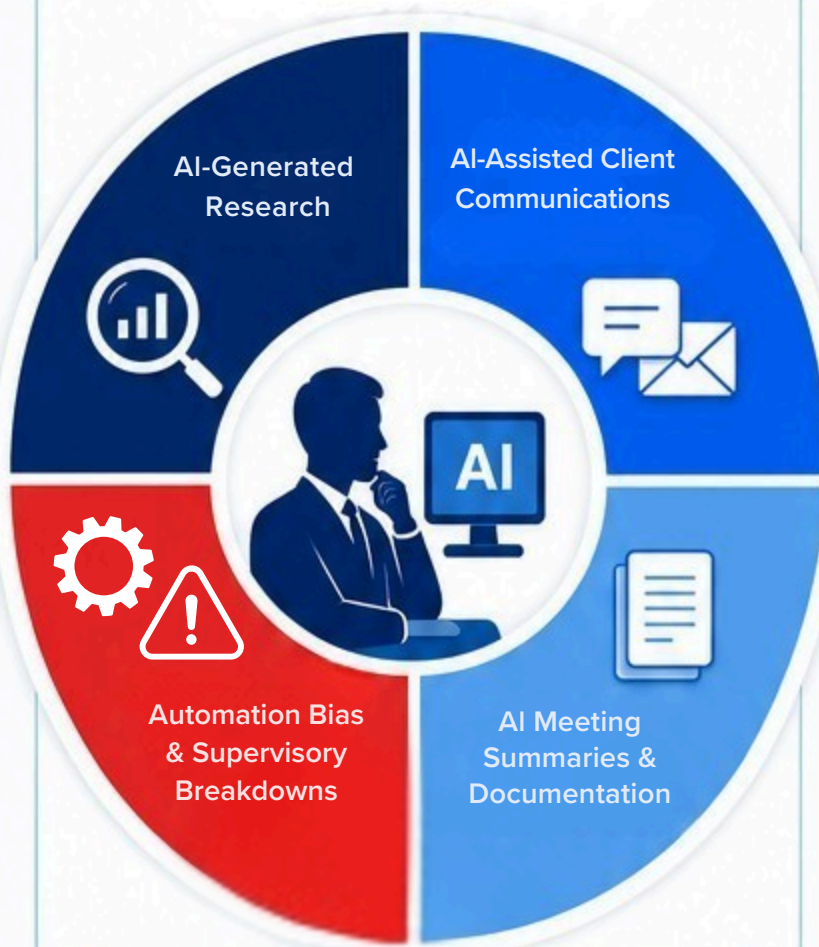 AI-Generated
Research
AI-Assisted Client
Communications
AI
Automation Bias
& Supervisory
Breakdowns
AI Meeting
Summaries &
Documentation